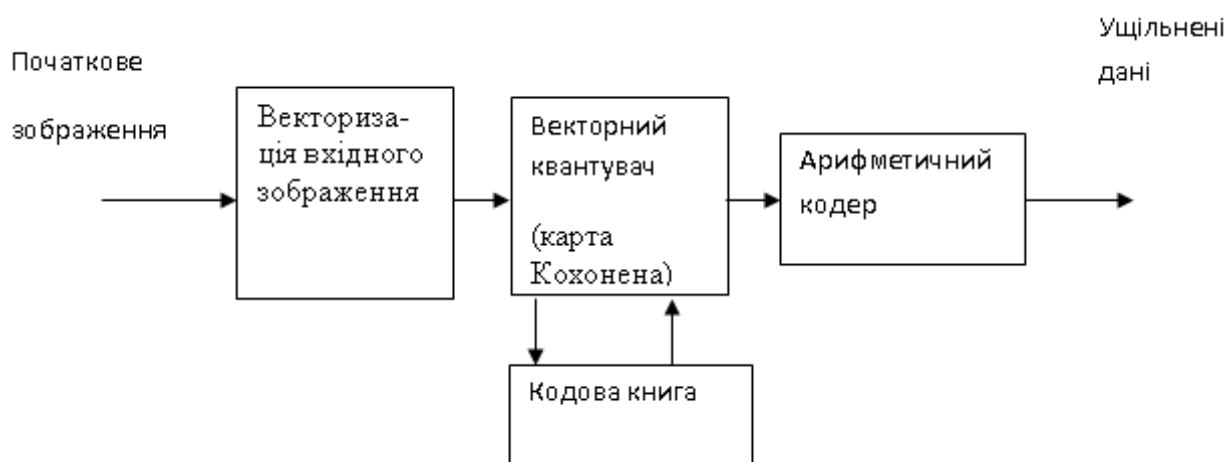 Початкове
зображення
Векториза-
ція вхідного
зображення
Векторний
квантувач
(карта
Кохонена)
Кодова книга
Арифметичний
кодер
Ущільнені
дані